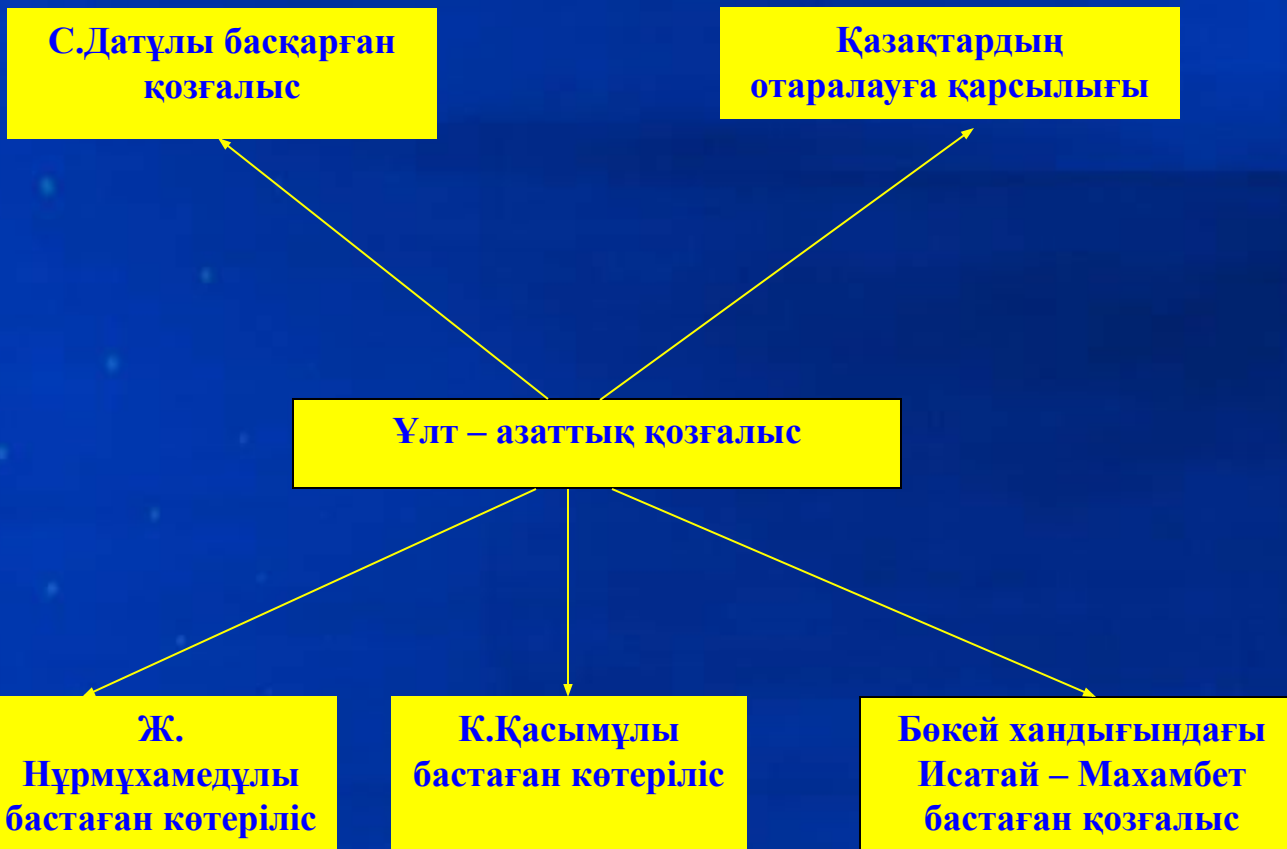 С.Датұлы басқарған
қозғалыс
Қазақтардың
отаралауға қарсылығы
Ұлт – азаттық қозғалыс
Ж.
Нұрмұхамедұлы
бастаған көтеріліс
К.Қасымұлы
бастаған көтеріліс
Бөкей хандығындағы
Исатай – Махамбет
бастаған қозғалыс